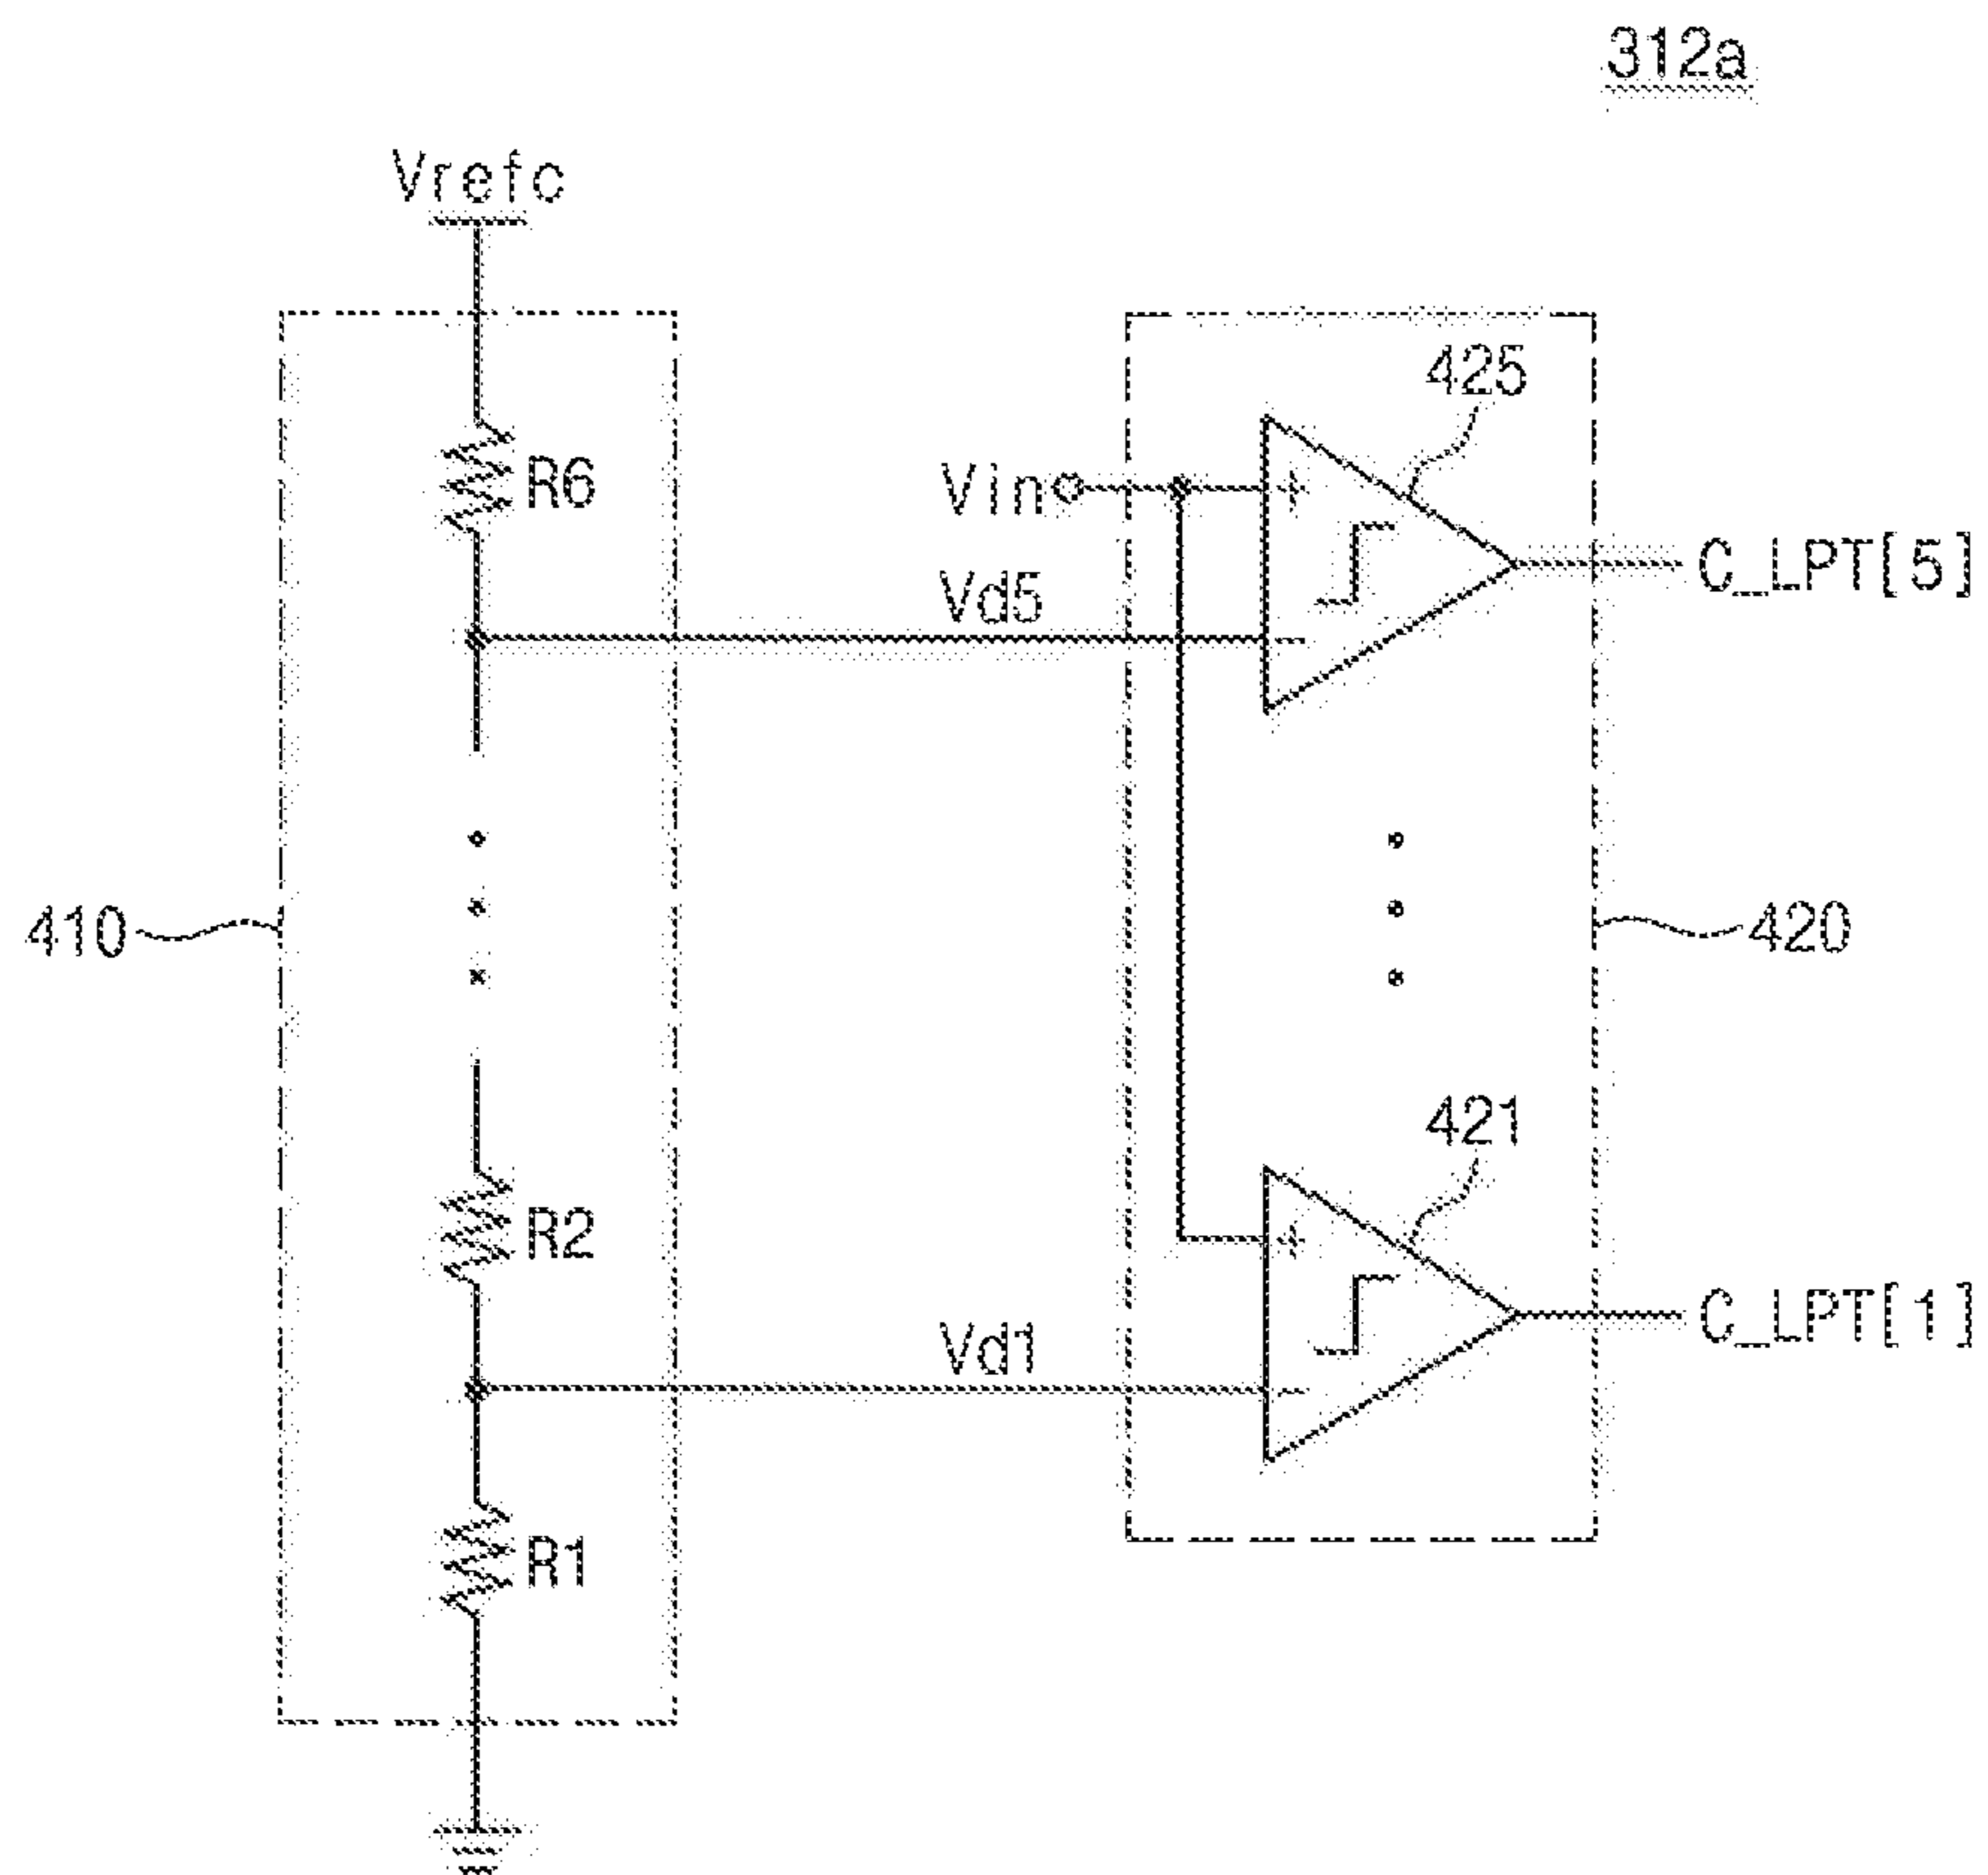 312a
Vrefc
425
R6
Vin
+
C_LPT[5]
Vd5
-
410
420
421
R2
+
C_LPT[1]
Vd1
-
R1